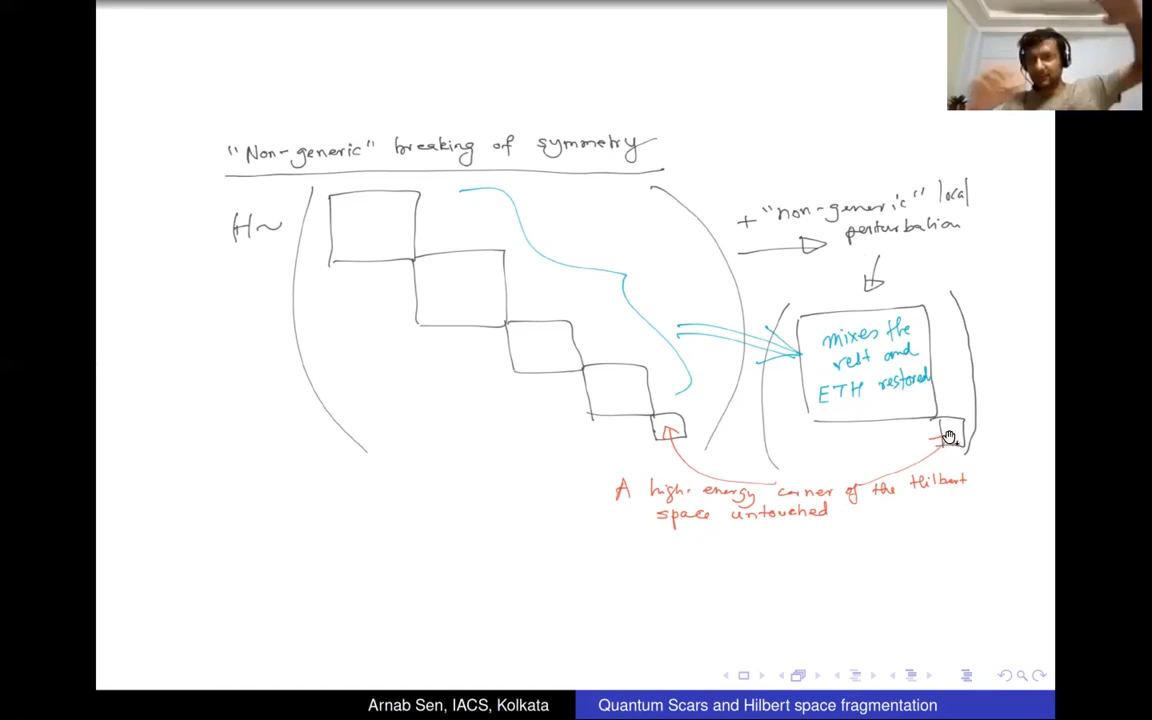 "Non-generic" breaking of symmetry
H~
+ "non-generic" local
perturbation
mixes the
rest and
ETH restored
A high-energy corner of the Hilbert
space untouched
Arnab Sen, IACS, Kolkata
Quantum Scars and Hilbert space fragmentation